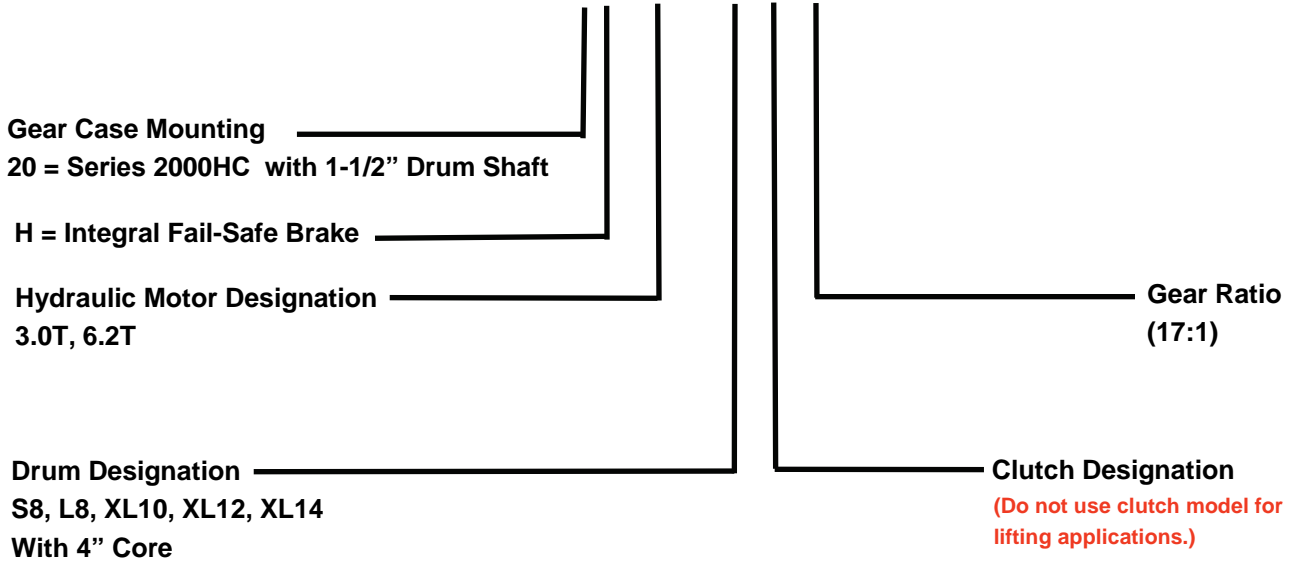 Gear Case Mounting
20 = Series 2000HC with 1-1/2” Drum Shaft
H = Integral Fail-Safe Brake
Hydraulic Motor Designation
3.0T, 6.2T
Gear Ratio
(17:1)
Drum Designation
S8, L8, XL10, XL12, XL14
With 4” Core
Clutch Designation
(Do not use clutch model for
lifting applications.)